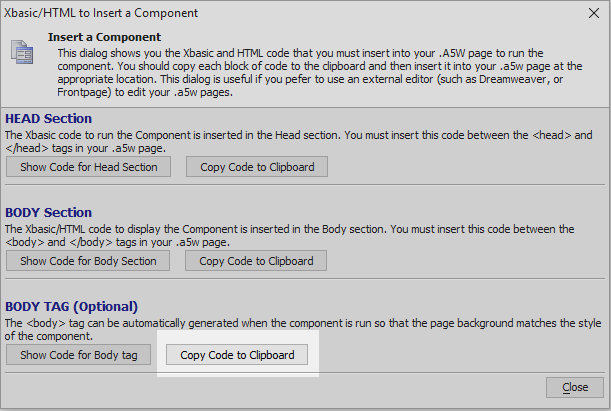 Xbasic/HTML to Insert a Component
Insert a Component
This dialog shows you the Xbasic and HTML code that you must insert into your .A5W page to run the
component. You should copy each block of code to the clipboard and then insert it into your .a5w page at the
appropriate location. This dialog is useful if you pefer to use an external editor (such as Dreamweaver, or
Frontpage) to edit your .a5w pages.
HEAD Section
The Xbasic code to run the Component is inserted in the Head section. You must insert this code between the <head> and
</head> tags in your .a5w page.
Show Code for Head Section Copy Code to Clipboard
BODY Section
The Xbasic/HTML code to display the Component is inserted in the Body section. You must insert this code between the
<body> and </body> tags in your .a5w page.
Show Code for Body Section Copy Code to Clipboard
BODY TAG (Optional)
The <body> tag can be automatically generated when the component is run so that the page background matches the style
of the component.
Show Code for Body tag Copy Code to Clipboard
Close